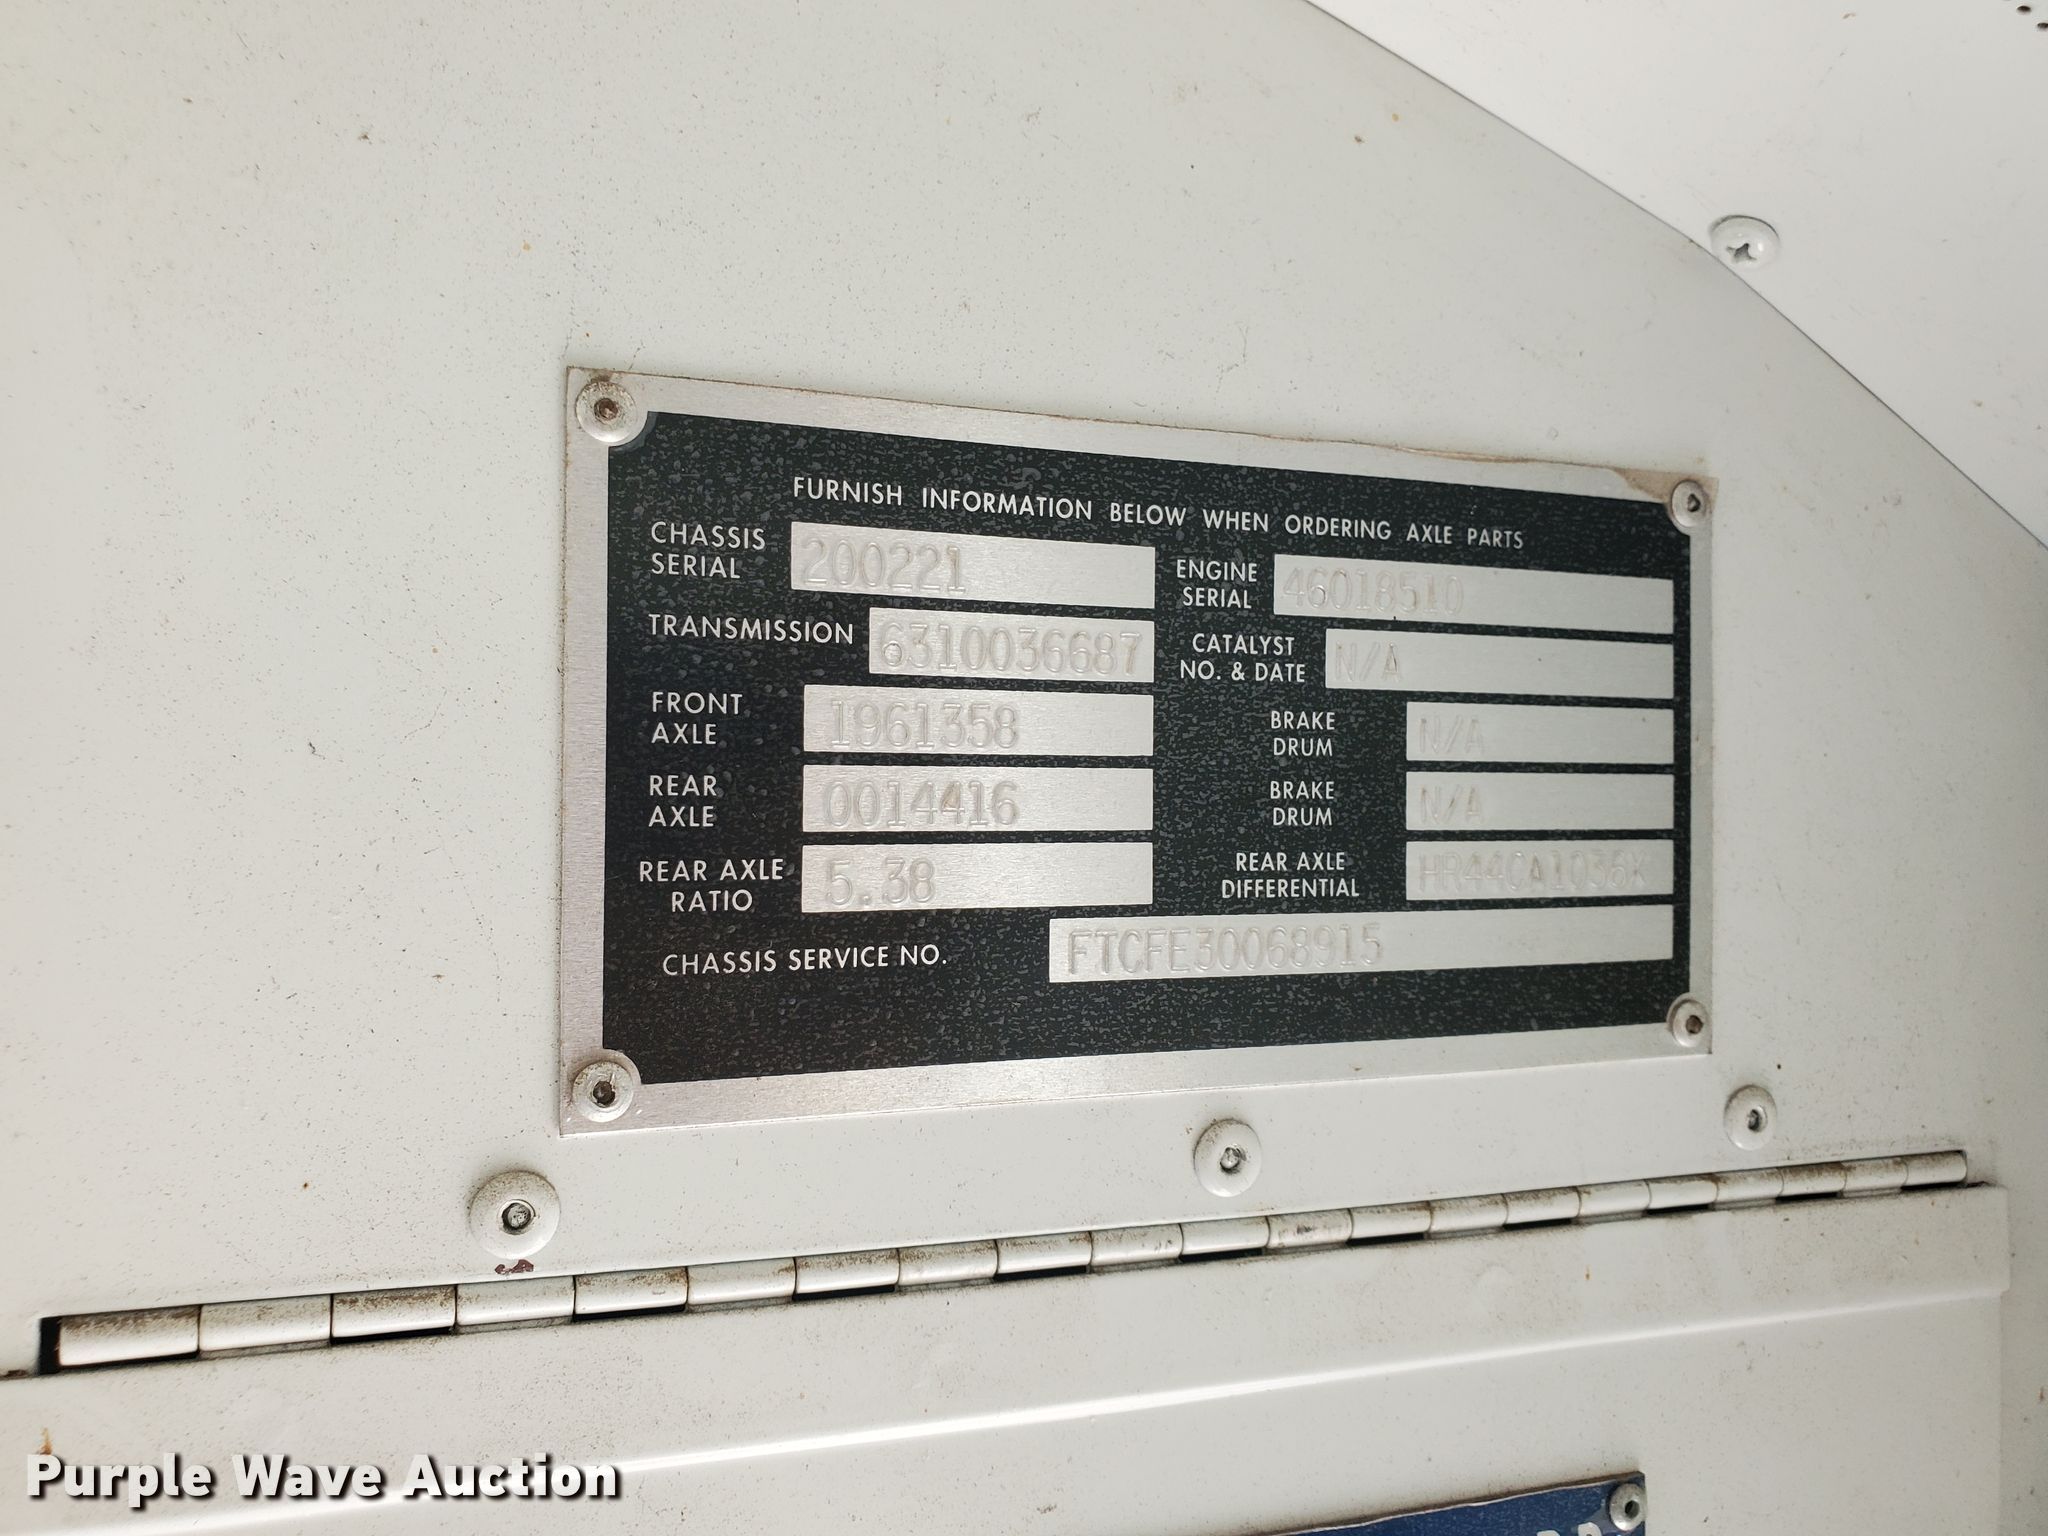 FURNISH INFORMATION BELOW WHEN ORDERING AXLE PARTS
CHASSIS SERIAL 200221
ENGINE SERIAL 46018510
TRANSMISSION 6310036687
CATALYST NO. & DATE N/A
FRONT AXLE 1961358
BRAKE DRUM N/A
REAR AXLE 0014416
BRAKE DRUM N/A
REAR AXLE RATIO 5.38
REAR AXLE DIFFERENTIAL HR440A1036X
CHASSIS SERVICE NO. FTCFE30068915
Purple Wave Auction